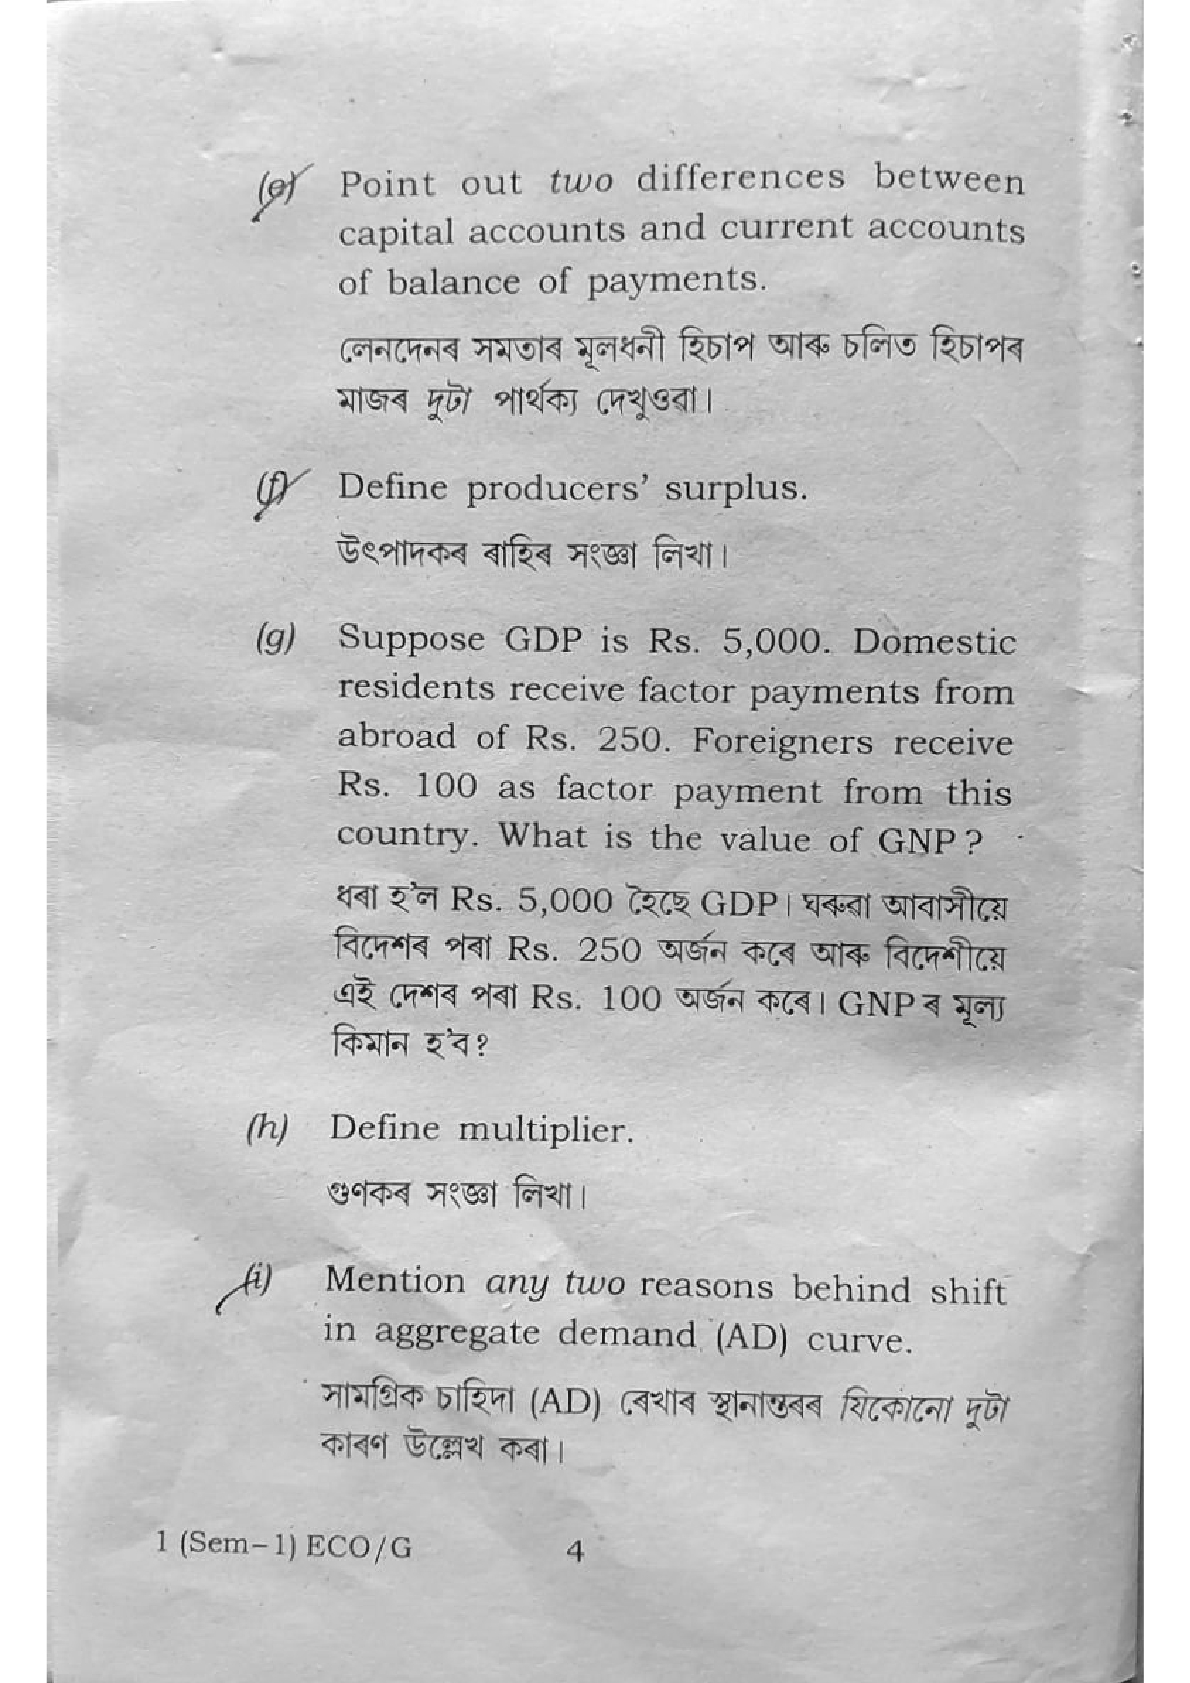 (e) Point out two differences between
capital accounts and current accounts
of balance of payments.
লেনদেনৰ সমতাৰ মূলধনী হিচাপ আৰু চলিত হিচাপৰ
মাজৰ দুটা পাৰ্থক্য দেখুওৱা।
(f) Define producers’ surplus.
উৎপাদকৰ ৰাহিৰ সংজ্ঞা লিখা।
(g) Suppose GDP is Rs. 5,000. Domestic
residents receive factor payments from
abroad of Rs. 250. Foreigners receive
Rs. 100 as factor payment from this
country. What is the value of GNP?
ধৰা হ’ল Rs. 5,000 হৈছে GDP। ঘৰুৱা আবাসীয়ে
বিদেশৰ পৰা Rs. 250 অৰ্জন কৰে আৰু বিদেশীয়ে
এই দেশৰ পৰা Rs. 100 অৰ্জন কৰে। GNPৰ মূল্য
কিমান হ’ব?
(h) Define multiplier.
গুণকৰ সংজ্ঞা লিখা।
(i) Mention any two reasons behind shift
in aggregate demand (AD) curve.
সামগ্ৰিক চাহিদা (AD) ৰেখাৰ স্থানান্তৰৰ যিকোনো দুটা
কাৰণ উল্লেখ কৰা।
1 (Sem–1) ECO/G 4